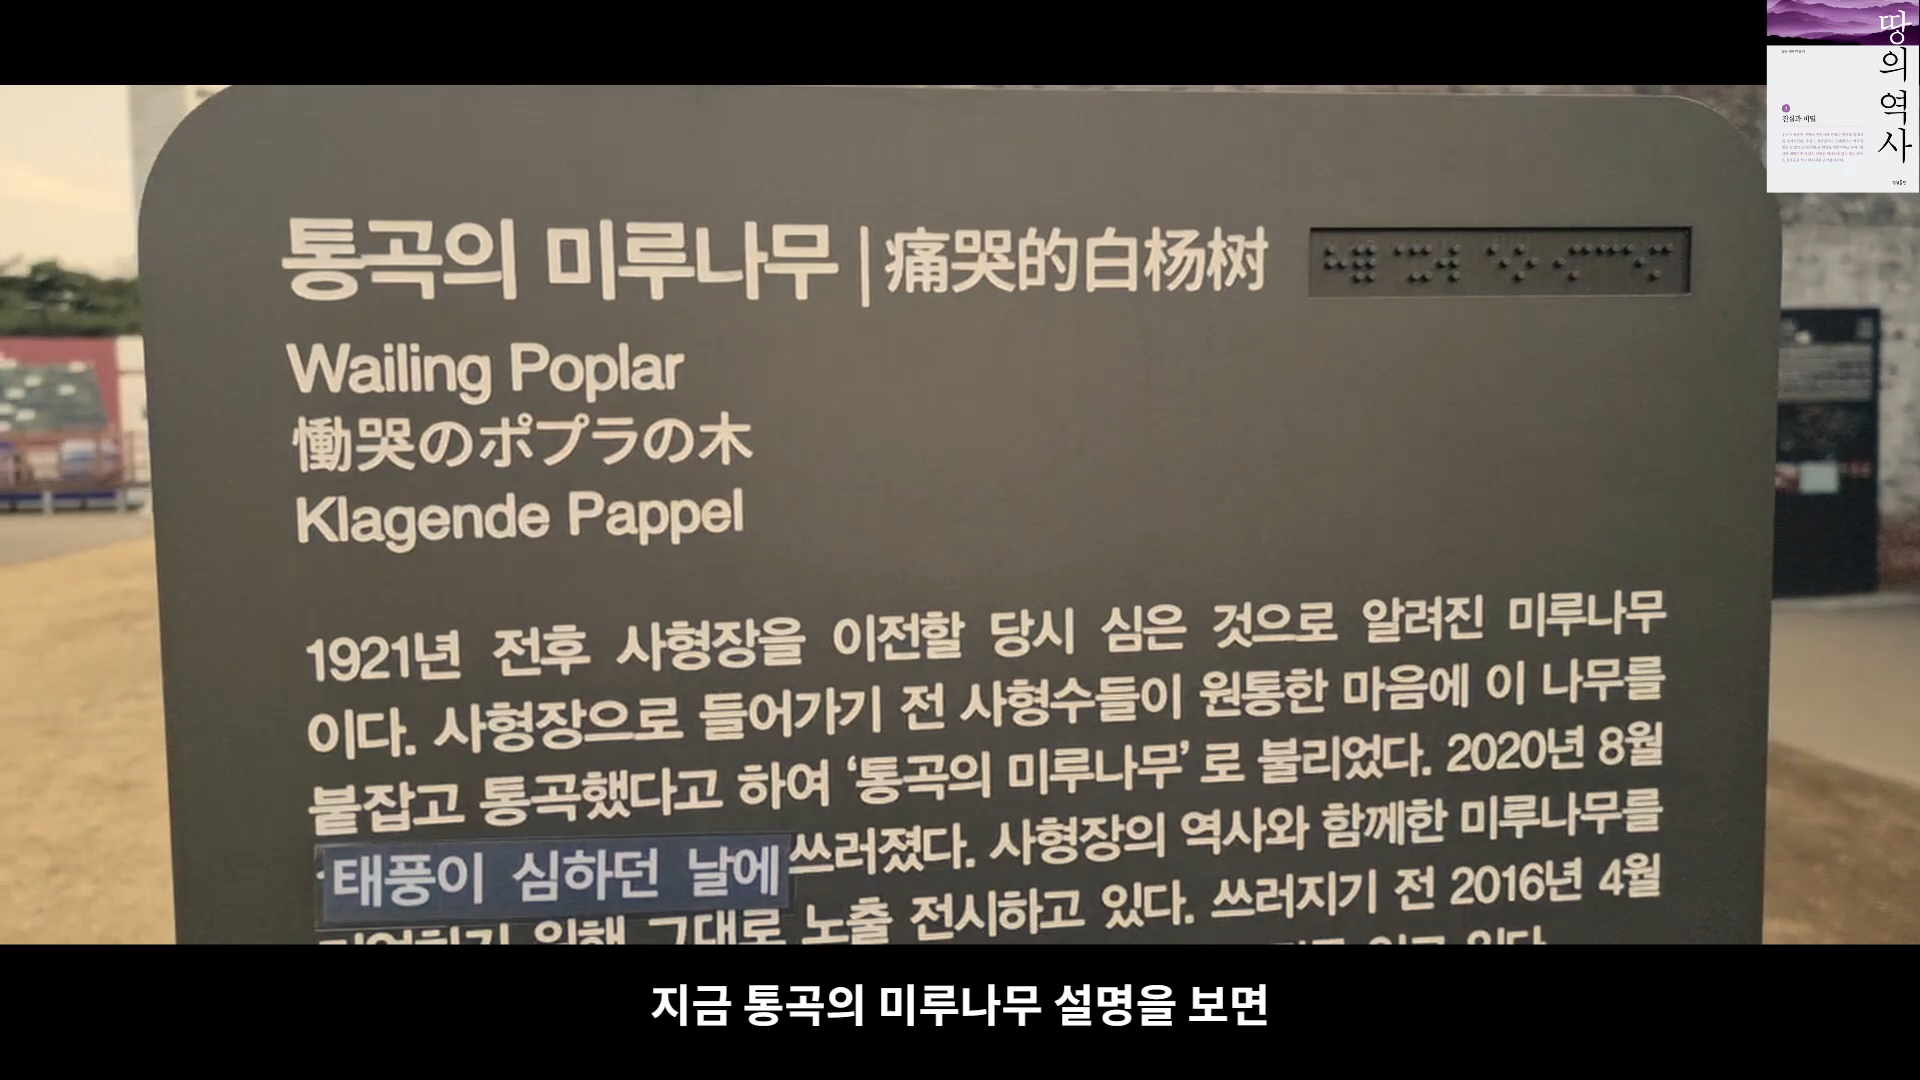 땅의 역사
진실과 비밀
통곡의 미루나무 | 痛哭的白杨树
Wailing Poplar
慟哭のポプラの木
Klagende Pappel
1921년 전후 사형장을 이전할 당시 심은 것으로 알려진 미루나무
이다. 사형장으로 들어가기 전 사형수들이 원통한 마음에 이 나무를
붙잡고 통곡했다고 하여 ‘통곡의 미루나무’로 불리었다. 2020년 8월
태풍이 심하던 날에 쓰러졌다. 사형장의 역사와 함께한 미루나무를
위해 그대로 노출 전시하고 있다. 쓰러지기 전 2016년 4월
지금 통곡의 미루나무 설명을 보면